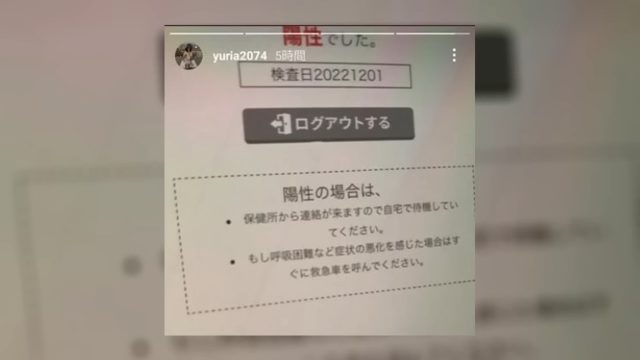 陽性でした。
yuria2074 5時間
検査日20221201
ログアウトする
陽性の場合は、
• 保健所から連絡が来ますので自宅で待機してい
てください。
• もし呼吸困難など症状の悪化を感じた場合はす
ぐに救急車を呼んでください。